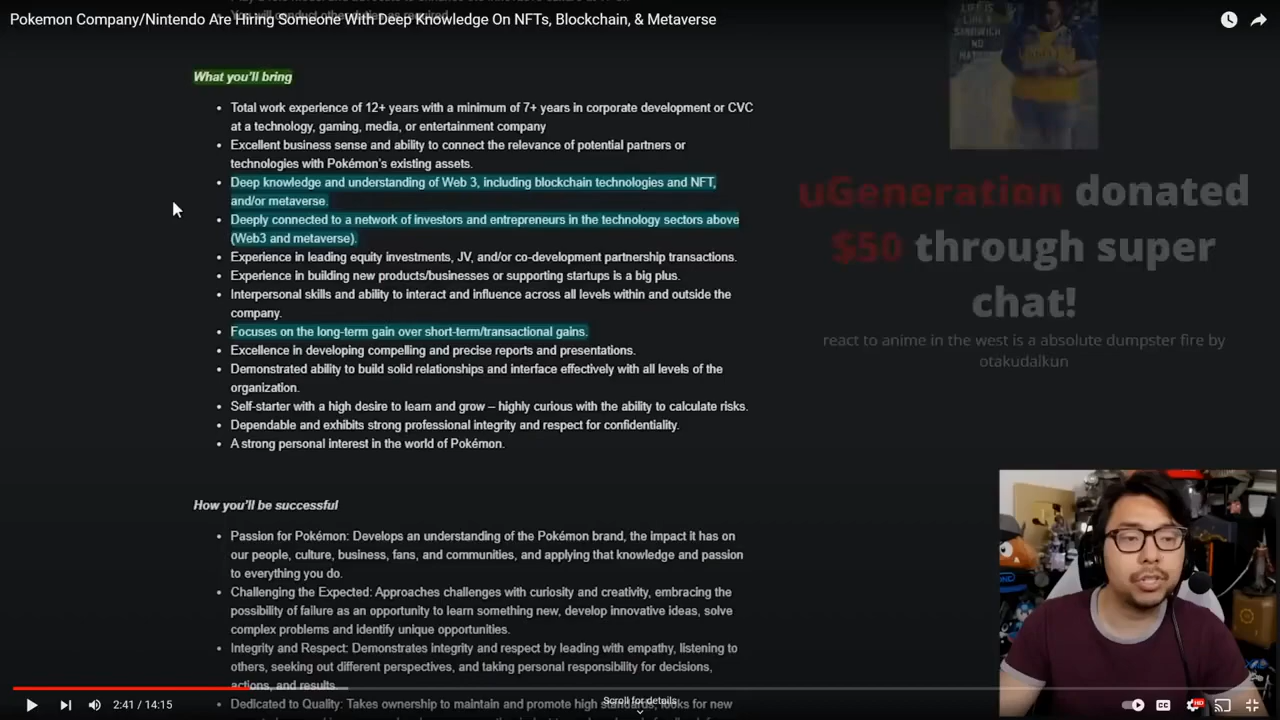 Pokemon Company/Nintendo Are Hiring Someone With Deep Knowledge On NFTs, Blockchain, & Metaverse
What you'll bring
• Total work experience of 12+ years with a minimum of 7+ years in corporate development or CVC
at a technology, gaming, media, or entertainment company
• Excellent business sense and ability to connect the relevance of potential partners or
technologies with Pokémon's existing assets.
• Deep knowledge and understanding of Web 3, including blockchain technologies and NFT,
and/or metaverse.
• Deeply connected to a network of investors and entrepreneurs in the technology sectors above
(Web3 and metaverse).
• Experience in leading equity investments, JV, and/or co-development partnership transactions.
• Experience in building new products/businesses or supporting startups is a big plus.
• Interpersonal skills and ability to interact and influence across all levels within and outside the
company.
• Focuses on the long-term gain over short-term/transactional gains.
• Excellence in developing compelling and precise reports and presentations.
• Demonstrated ability to build solid relationships and interface effectively with all levels of the
organization.
• Self-starter with a high desire to learn and grow – highly curious with the ability to calculate risks.
• Dependable and exhibits strong professional integrity and respect for confidentiality.
• A strong personal interest in the world of Pokémon.
How you'll be successful
• Passion for Pokémon: Develops an understanding of the Pokémon brand, the impact it has on
our people, culture, business, fans, and communities, and applying that knowledge and passion
to everything you do.
• Challenging the Expected: Approaches challenges with curiosity and creativity, embracing the
possibility of failure as an opportunity to learn something new, develop innovative ideas, solve
complex problems and identify unique opportunities.
• Integrity and Respect: Demonstrates integrity and respect by leading with empathy, listening to
others, seeking out different perspectives, and taking personal responsibility for decisions,
actions, and results.
• Dedicated to Quality: Takes ownership to maintain and promote high standards, looks for new
LIFE IS
LIKE A
SANDWICH
NO
uGeneration donated
$50 through super
chat!
react to anime in the west is a absolute dumpster fire by
otakudaikun
2:41 / 14:15
Scroll for details
CC
HD